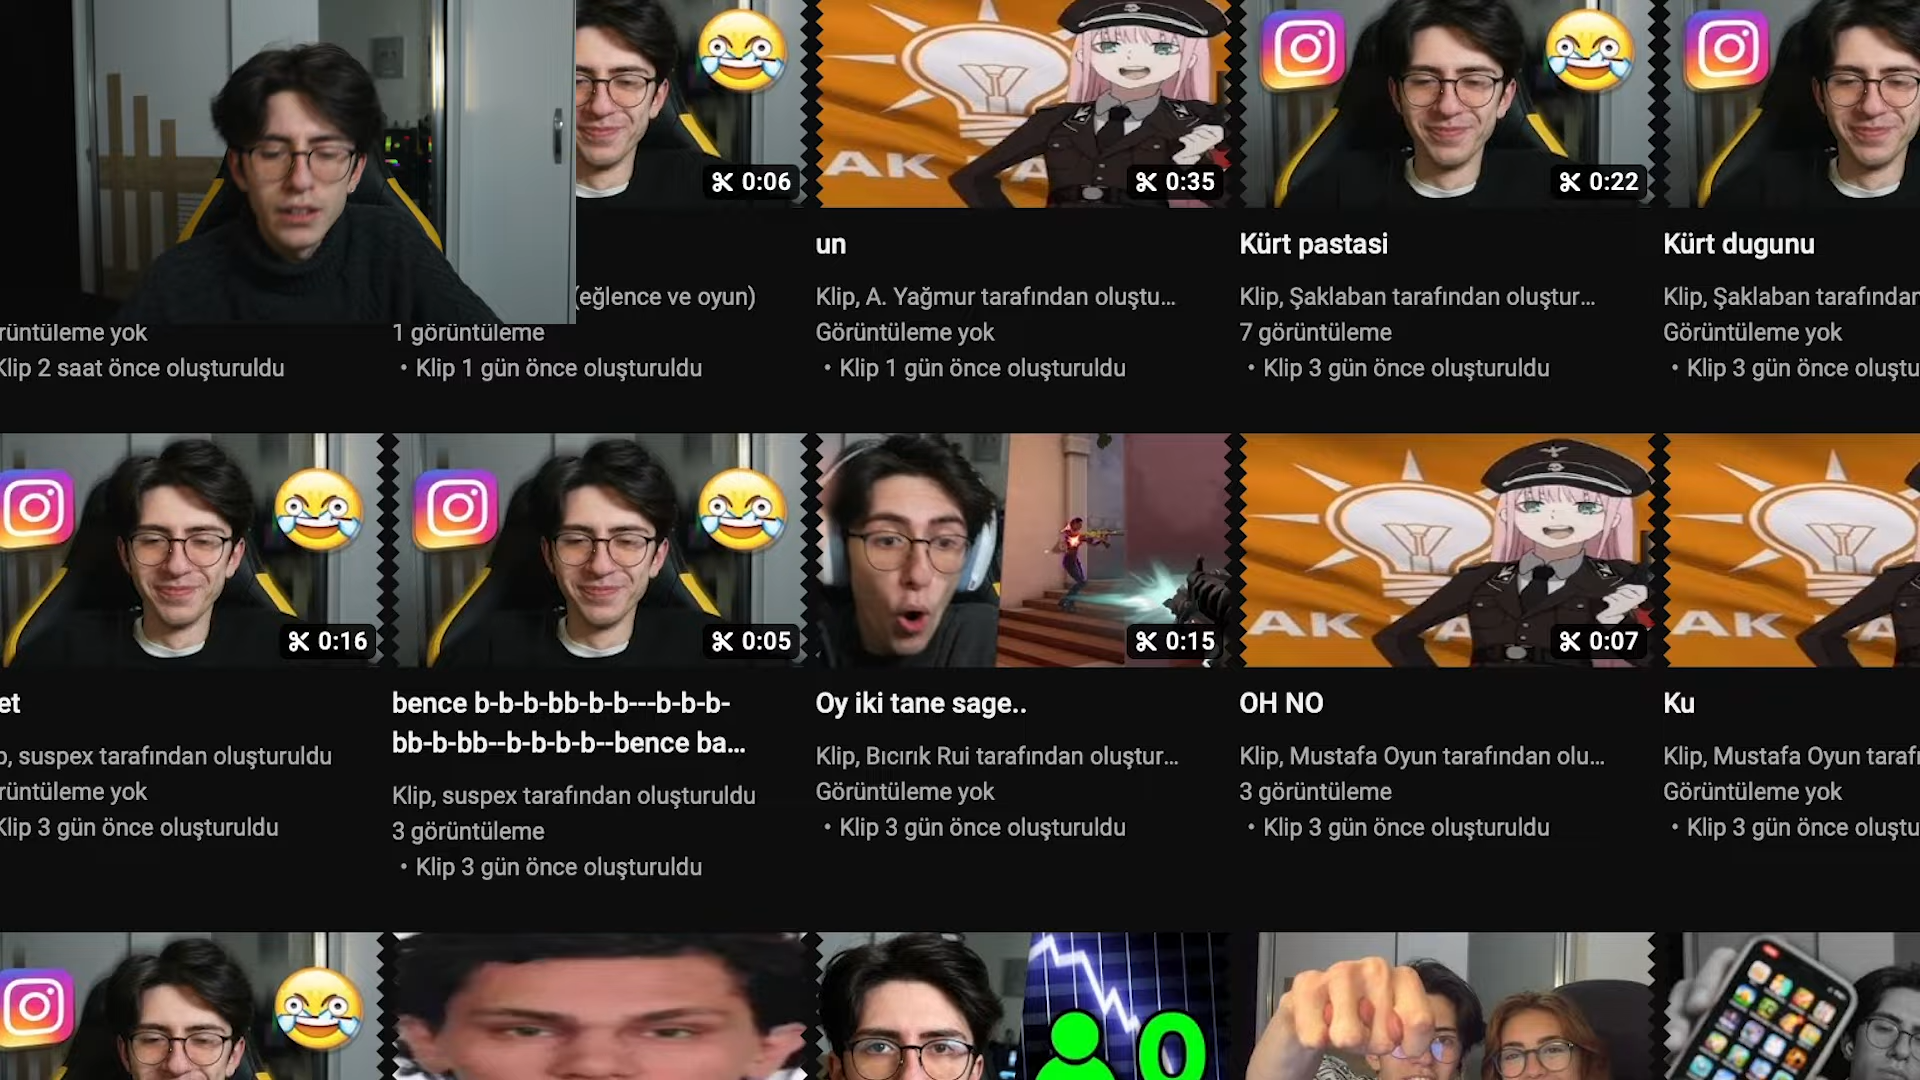 0:06
0:35
0:22
AK PA
un
Kürt pastasi
Kürt dugunu
(eğlence ve oyun)
Klip, A. Yağmur tarafından oluştu...
Klip, Şaklaban tarafından oluştur...
Klip, Şaklaban tarafından
rüntüleme yok
1 görüntüleme
Görüntüleme yok
7 görüntüleme
Görüntüleme yok
Klip 2 saat önce oluşturuldu
• Klip 1 gün önce oluşturuldu
• Klip 1 gün önce oluşturuldu
• Klip 3 gün önce oluşturuldu
• Klip 3 gün önce oluştu
0:16
0:05
0:15
AK PA
0:07
AK PA
et
bence b-b-b-bb-b-b---b-b-b-
bb-b-bb--b-b-b-b--bence ba...
Oy iki tane sage..
OH NO
Ku
p, suspex tarafından oluşturuldu
Klip, suspex tarafından oluşturuldu
Klip, Bıcırık Rui tarafından oluştur...
Klip, Mustafa Oyun tarafından olu...
Klip, Mustafa Oyun tarafı
rüntüleme yok
3 görüntüleme
Görüntüleme yok
3 görüntüleme
Görüntüleme yok
Klip 3 gün önce oluşturuldu
• Klip 3 gün önce oluşturuldu
• Klip 3 gün önce oluşturuldu
• Klip 3 gün önce oluşturuldu
• Klip 3 gün önce oluştu
0